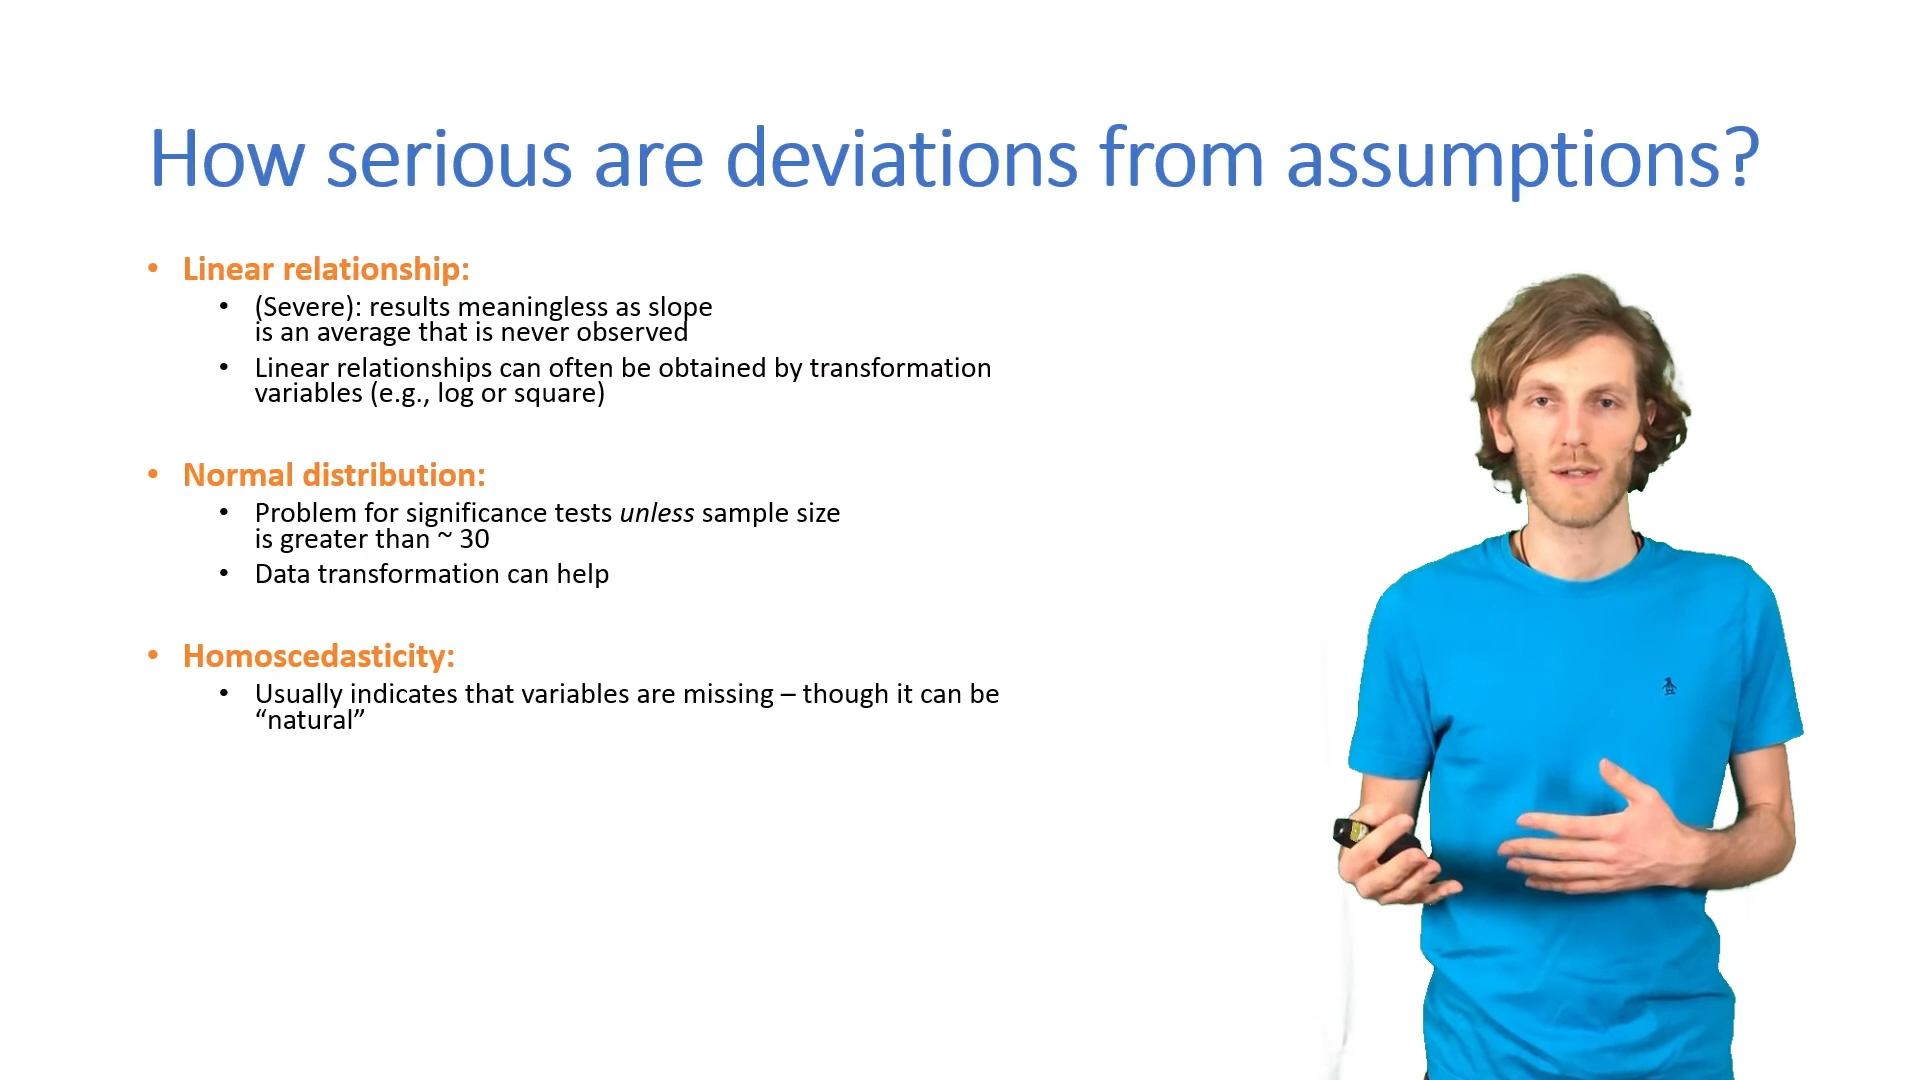 How serious are deviations from assumptions?
• Linear relationship:
• (Severe): results meaningless as slope
is an average that is never observed
• Linear relationships can often be obtained by transformation
variables (e.g., log or square)
• Normal distribution:
• Problem for significance tests unless sample size
is greater than ~ 30
• Data transformation can help
• Homoscedasticity:
• Usually indicates that variables are missing – though it can be
“natural”